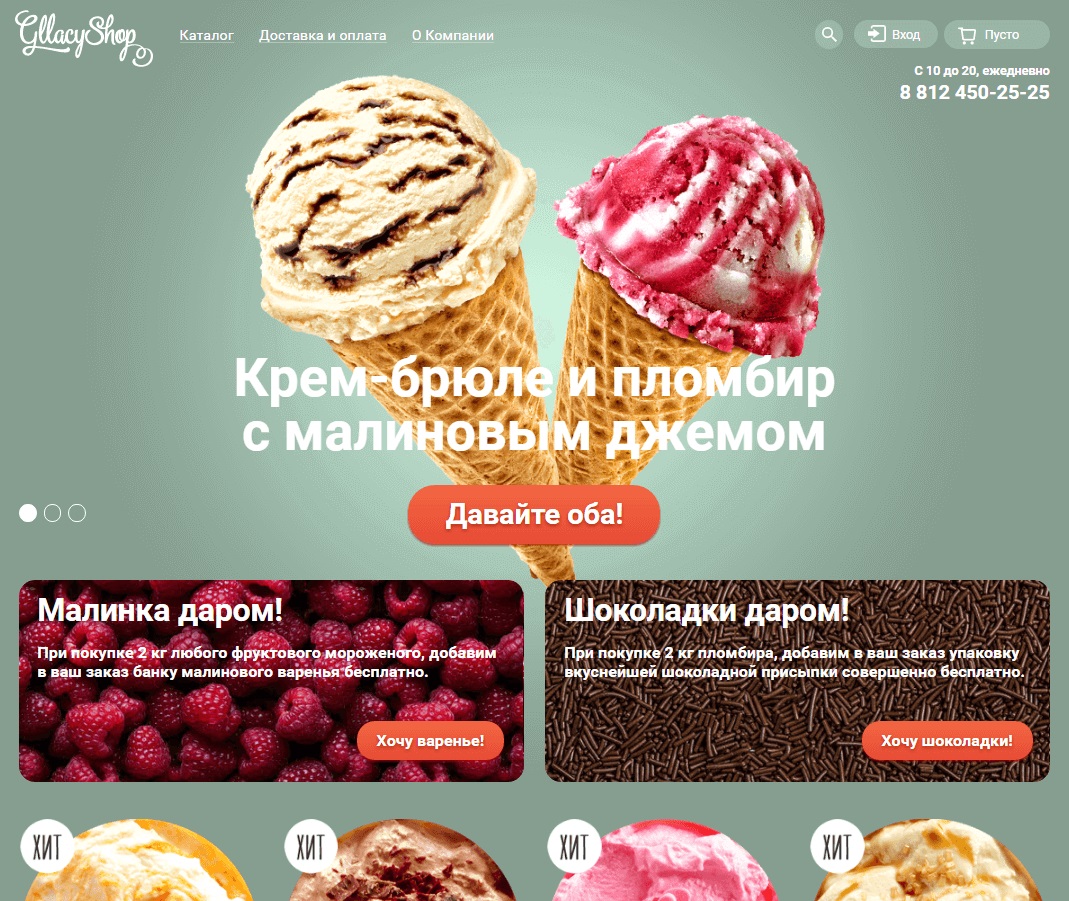 GllacyShop
Каталог
Доставка и оплата
О Компании
Вход
Пусто
С 10 до 20, ежедневно
8 812 450-25-25
Крем-брюле и пломбир
с малиновым джемом
Давайте оба!
Малинка даром!
При покупке 2 кг любого фруктового мороженого, добавим
в ваш заказ банку малинового варенья бесплатно.
Хочу варенье!
Шоколадки даром!
При покупке 2 кг пломбира, добавим в ваш заказ упаковку
вкуснейшей шоколадной присыпки совершенно бесплатно.
Хочу шоколадки!
ХИТ
ХИТ
ХИТ
ХИТ